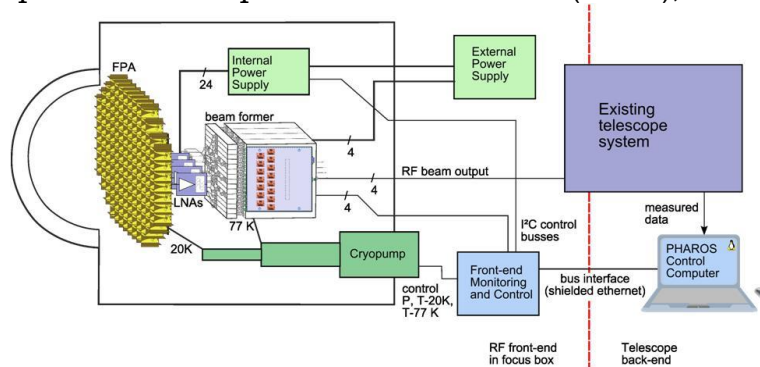 FPA
Internal
Power
Supply
24
External
Power
Supply
beam former
4
LNAs
RF beam output
4
4
77 K
20K
Cryopump
control
P, T-20K,
T-77 K
Front-end
Monitoring
and Control
I²C control
busses
bus interface
(shielded ethernet)
Existing
telescope
system
measured
data
PHAROS
Control
Computer
RF front-end
in focus box
Telescope
back-end